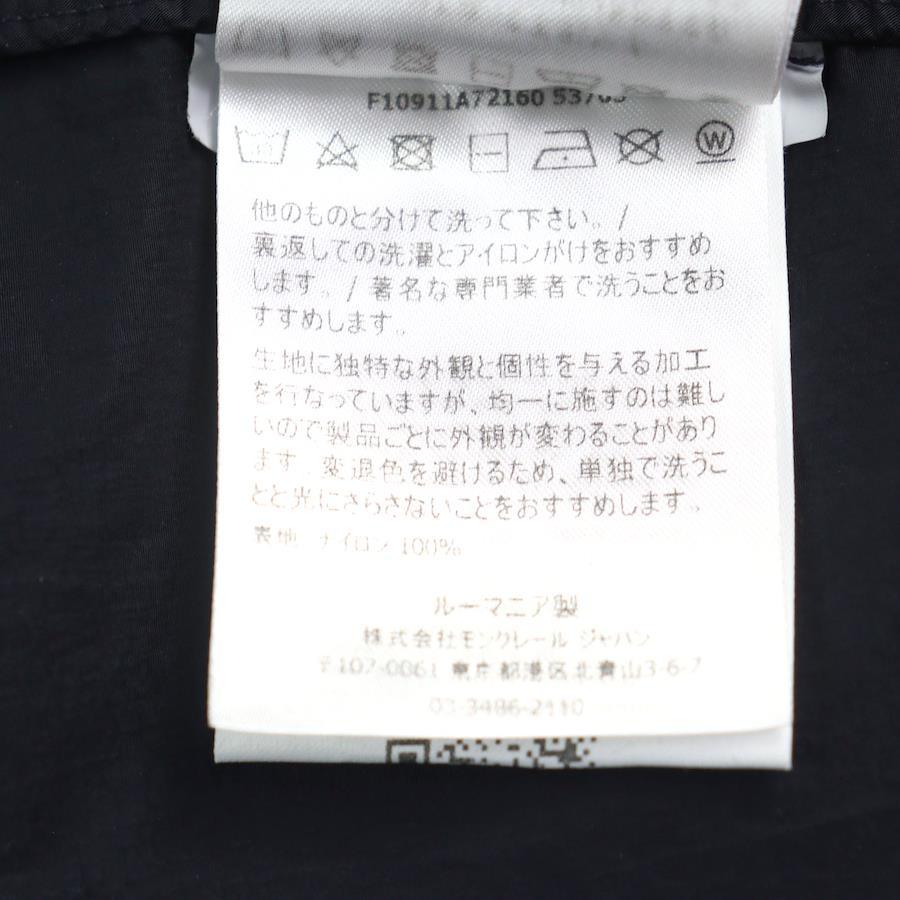 F10911A72160 53765
他のものと分けて洗って下さい。/
裏返しての洗濯とアイロンがけをおすすめ
します。/ 著名な専門業者で洗うことをお
すすめします。
生地に独特な外観と個性を与える加工
を行なっていますが、均一に施すのは難し
いので製品ごとに外観が変わることがあり
ます。変退色を避けるため、単独で洗うこ
とと光にさらさないことをおすすめします。
表地 ナイロン 100%
ルーマニア製
株式会社モンクレール ジャパン
〒107-0061 東京都港区北青山3-6-7
03-3486-2110